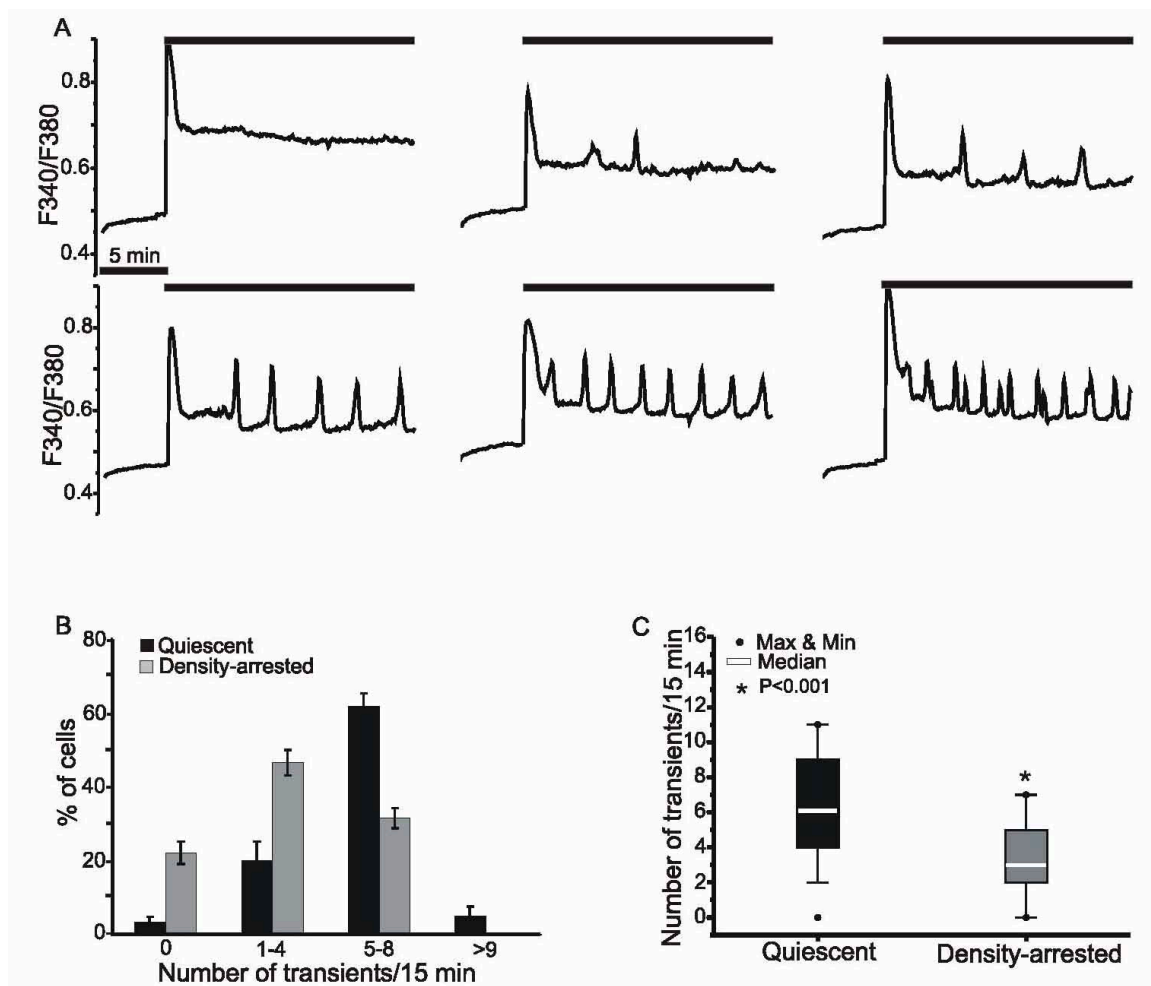 A
F340/F380
0.8
0.6
0.4
5 min
F340/F380
0.8
0.6
0.4
B
80
60
40
20
0
% of cells
Quiescent
Density-arrested
0 1-4 5-8 >9
Number of transients/15 min
C
Number of transients/15 min
16
14
12
10
8
6
4
2
0
Max & Min
Median
* P<0.001
*
Quiescent Density-arrested